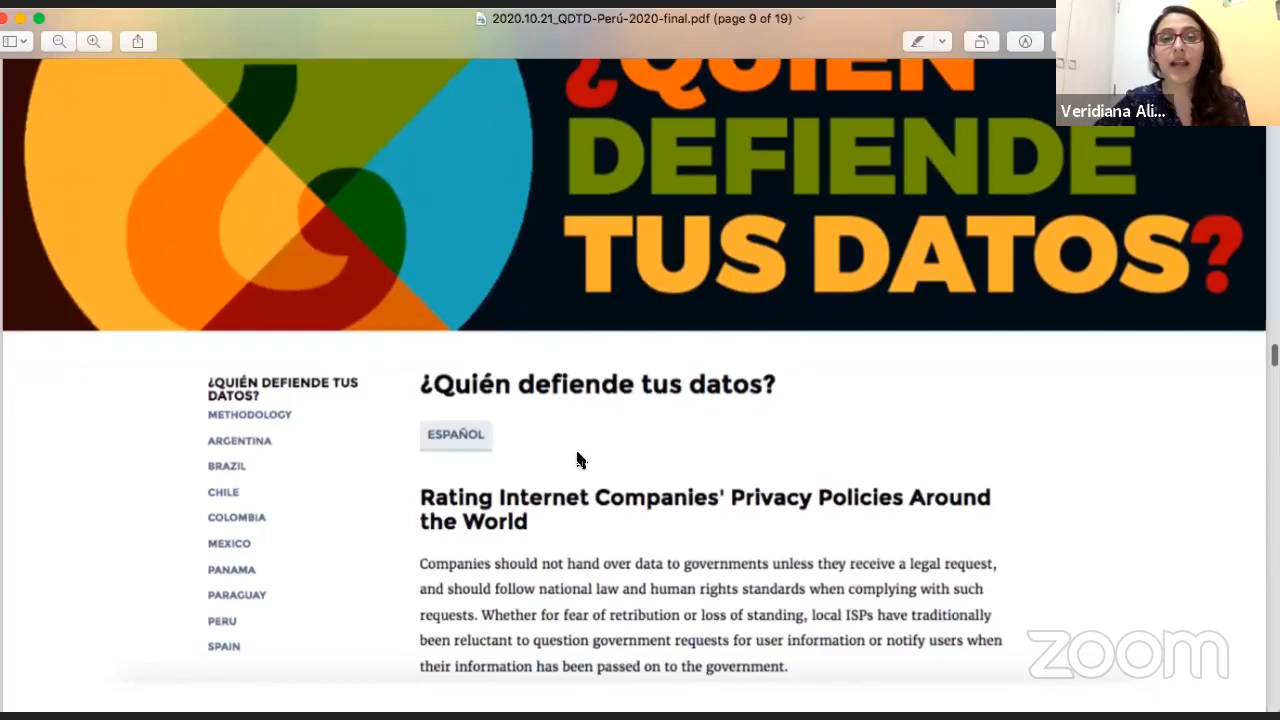 2020.10.21_QDTD-Perú-2020-final.pdf (page 9 of 19)
Veridiana Ali...
¿QUIÉN
DEFIENDE
TUS DATOS?
¿QUIÉN DEFIENDE TUS
DATOS?
METHODOLOGY
ARGENTINA
BRAZIL
CHILE
COLOMBIA
MEXICO
PANAMA
PARAGUAY
PERU
SPAIN
¿Quién defiende tus datos?
ESPAÑOL
Rating Internet Companies' Privacy Policies Around
the World
Companies should not hand over data to governments unless they receive a legal request,
and should follow national law and human rights standards when complying with such
requests. Whether for fear of retribution or loss of standing, local ISPs have traditionally
been reluctant to question government requests for user information or notify users when
their information has been passed on to the government.
zoom